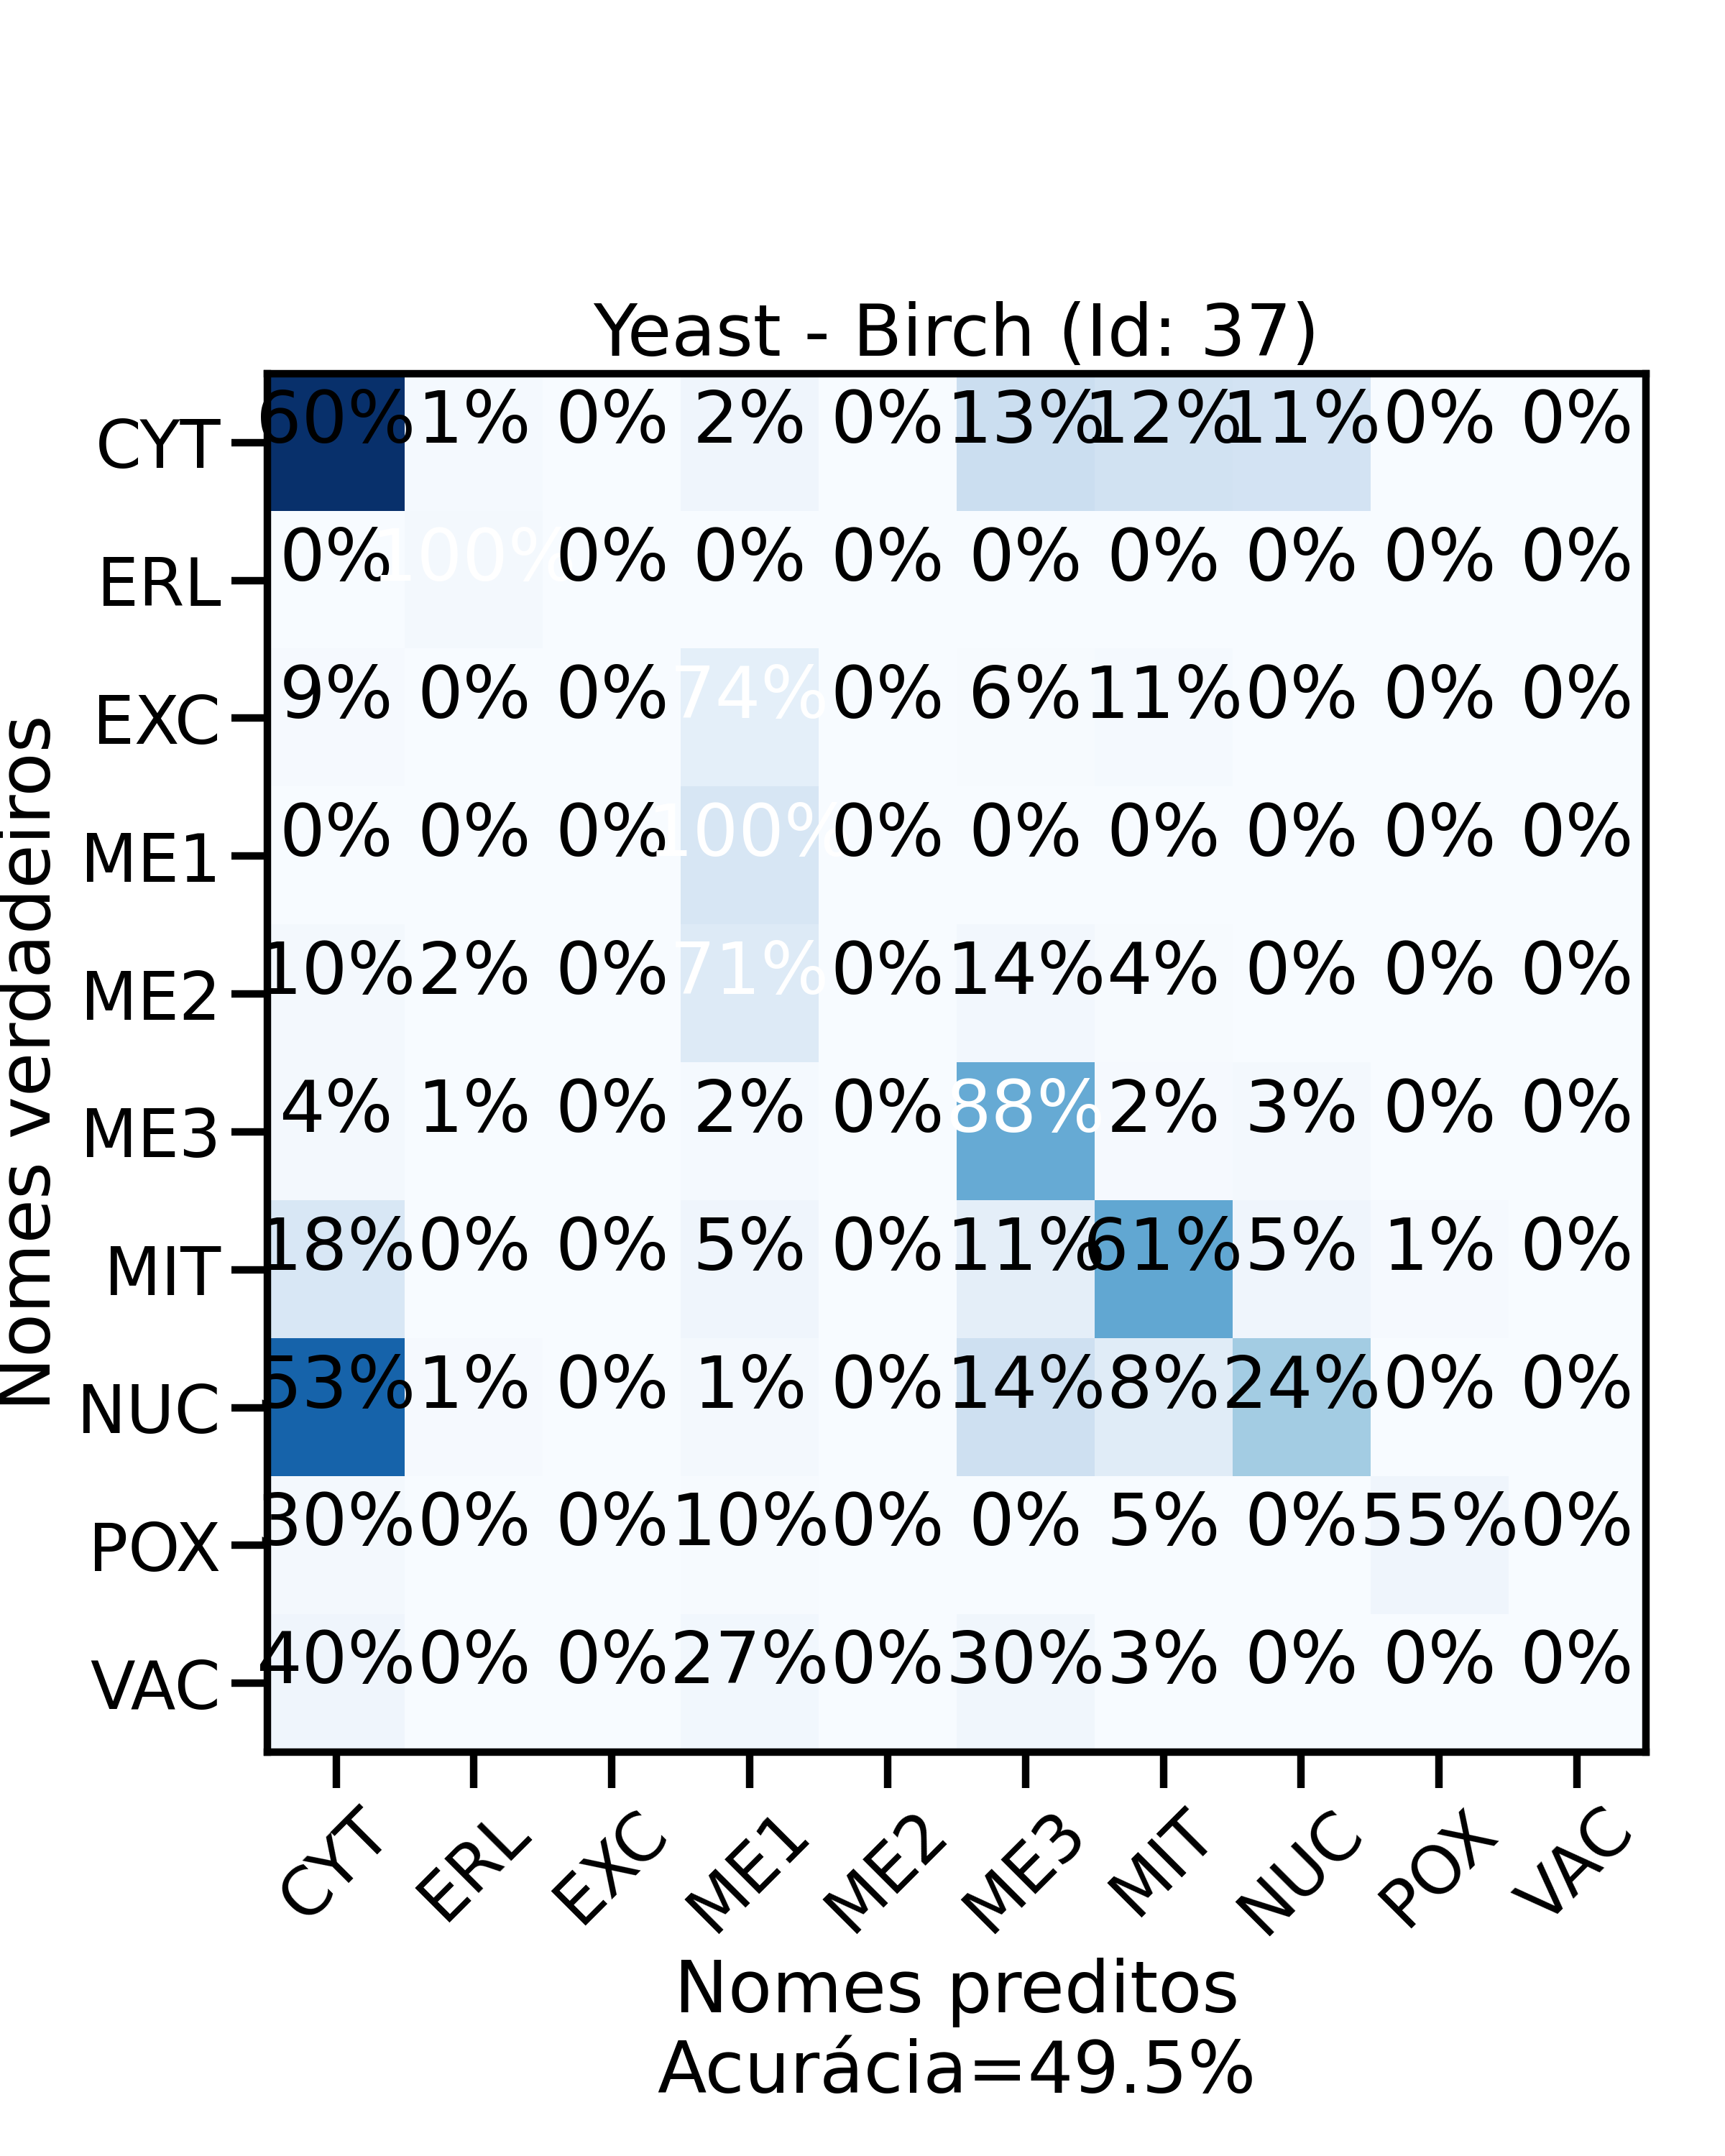 Yeast - Birch (Id: 37)
Nomes verdadeiros
CYT 60% 1% 0% 2% 0% 13% 12% 11% 0% 0%
ERL 0% 100% 0% 0% 0% 0% 0% 0% 0% 0%
EXC 9% 0% 0% 74% 0% 6% 11% 0% 0% 0%
ME1 0% 0% 0% 100% 0% 0% 0% 0% 0% 0%
ME2 10% 2% 0% 71% 0% 14% 4% 0% 0% 0%
ME3 4% 1% 0% 2% 0% 88% 2% 3% 0% 0%
MIT 18% 0% 0% 5% 0% 11% 61% 5% 1% 0%
NUC 53% 1% 0% 1% 0% 14% 8% 24% 0% 0%
POX 30% 0% 0% 10% 0% 0% 5% 0% 55% 0%
VAC 40% 0% 0% 27% 0% 30% 3% 0% 0% 0%
CYT ERL EXC ME1 ME2 ME3 MIT NUC POX VAC
Nomes preditos
Acurácia=49.5%